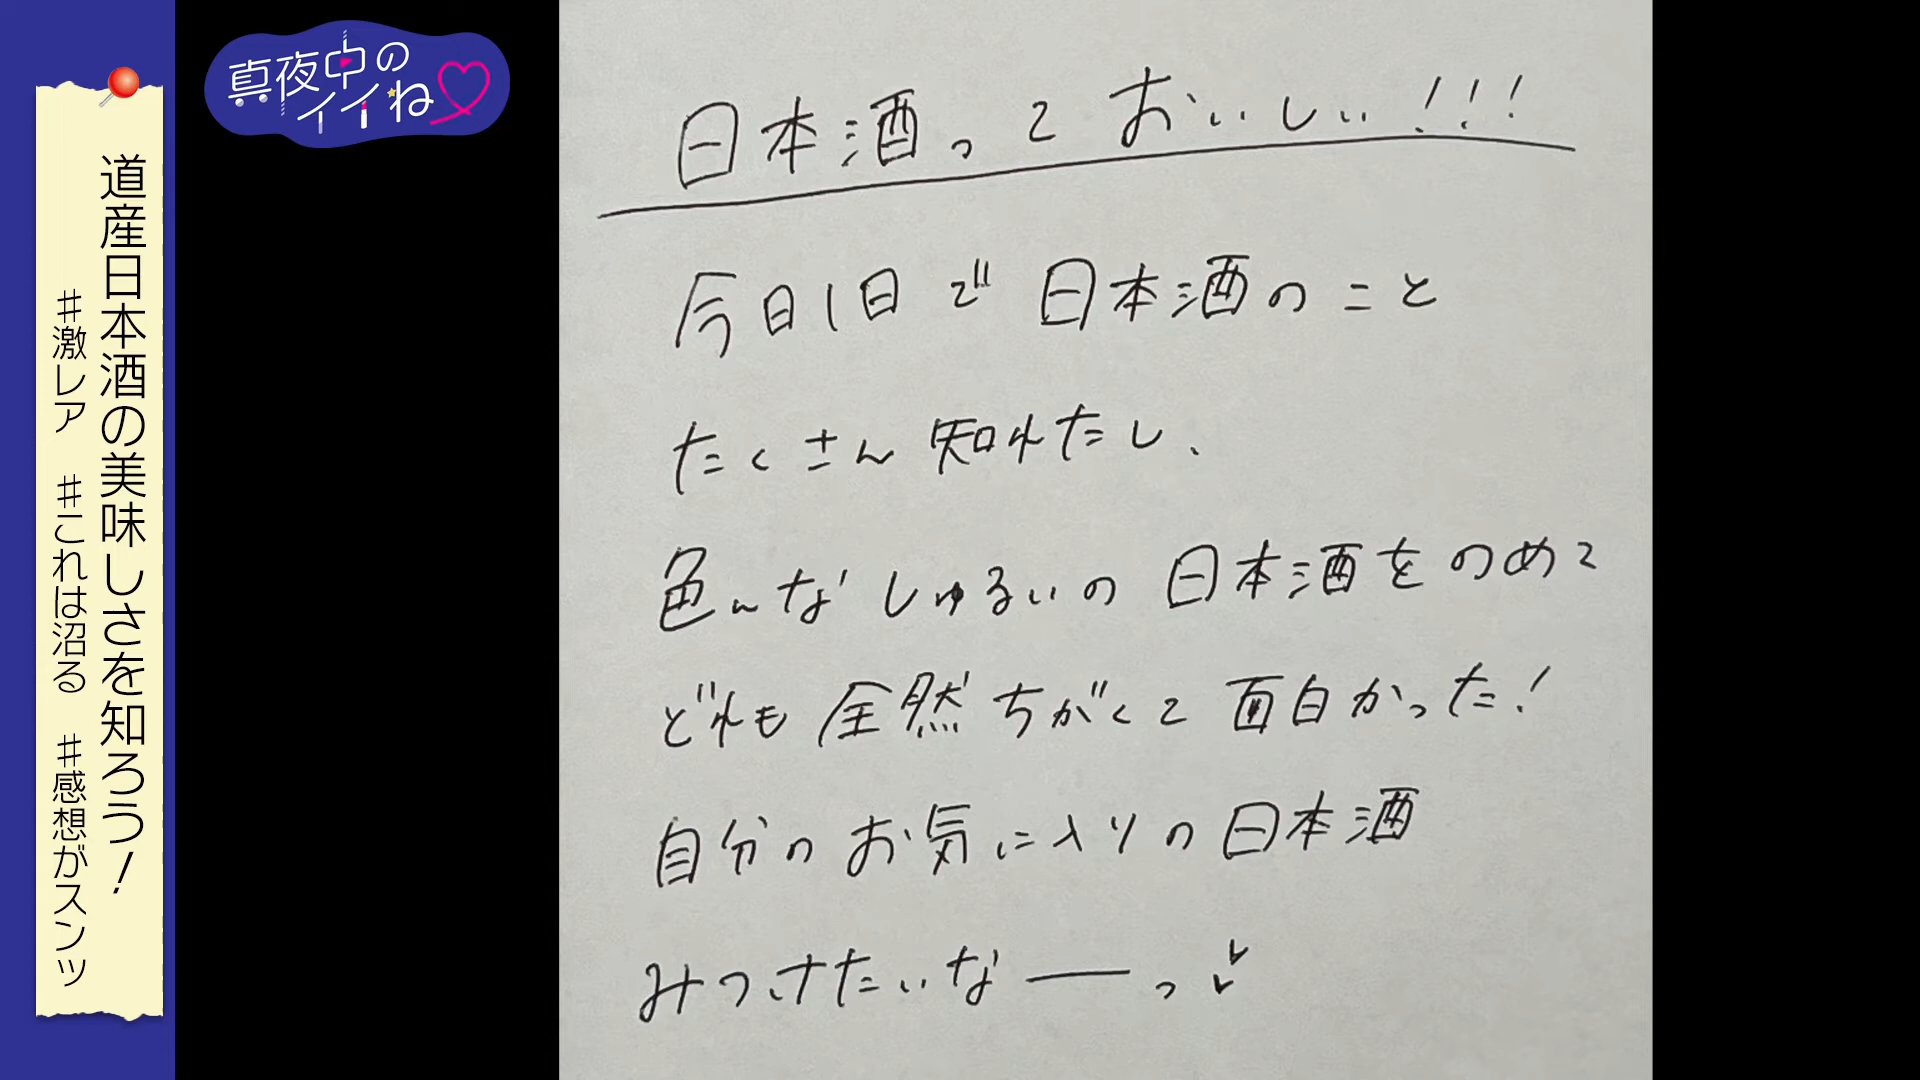 道産日本酒の美味しさを知ろう!
#激レア #これは沼る #感想がスンッ
真夜中の
イイね
日本酒っておいしい!!!
今日1日で日本酒のこと
たくさん知れたし、
色んなしゅるいの日本酒をのめて
どれも全然ちがくて面白かった!
自分のお気に入りの日本酒
みつけたいなーっ